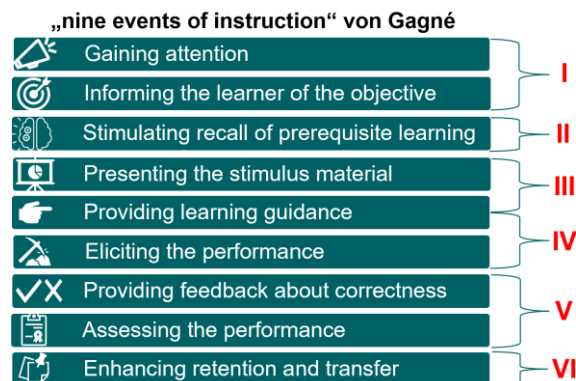 „nine events of instruction“ von Gagné
Gaining attention
Informing the learner of the objective
I
Stimulating recall of prerequisite learning
II
Presenting the stimulus material
III
Providing learning guidance
Eliciting the performance
IV
Providing feedback about correctness
Assessing the performance
V
Enhancing retention and transfer
VI